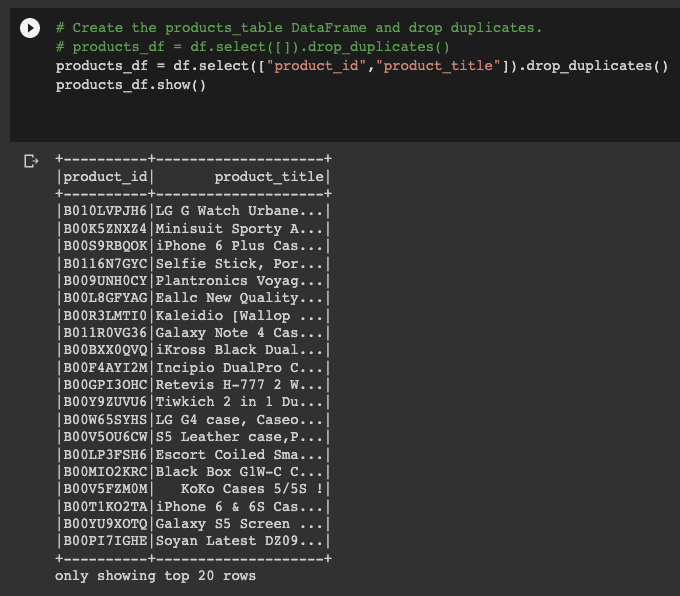 # Create the products_table DataFrame and drop duplicates.
# products_df = df.select([]).drop_duplicates()
products_df = df.select(["product_id","product_title"]).drop_duplicates()
products_df.show()
+----------+--------------------+
|product_id|       product_title|
+----------+--------------------+
|B010LVPJH6|LG G Watch Urbane...|
|B00K5ZNXZ4|Minisuit Sporty A...|
|B00S9RBQOK|iPhone 6 Plus Cas...|
|B0116N7GYC|Selfie Stick, Por...|
|B009UNH0CY|Plantronics Voyag...|
|B00L8GFYAG|Eallc New Quality...|
|B00R3LMTI0|Kaleidio [Wallop ...|
|B011R0VG36|Galaxy Note 4 Cas...|
|B00BXX0QVQ|iKross Black Dual...|
|B00F4AYI2M|Incipio DualPro C...|
|B00GPI3OHC|Retevis H-777 2 W...|
|B00Y9ZUVU6|Tiwkich 2 in 1 Du...|
|B00W65SYHS|LG G4 case, Caseo...|
|B00V5OU6CW|S5 Leather case,P...|
|B00LP3FSH6|Escort Coiled Sma...|
|B00MIO2KRC|Black Box G1W-C C...|
|B00V5FZM0M|   KoKo Cases 5/5S !|
|B00T1KO2TA|iPhone 6 & 6S Cas...|
|B00YU9XOTQ|Galaxy S5 Screen ...|
|B00PI7IGHE|Soyan Latest DZ09...|
+----------+--------------------+
only showing top 20 rows